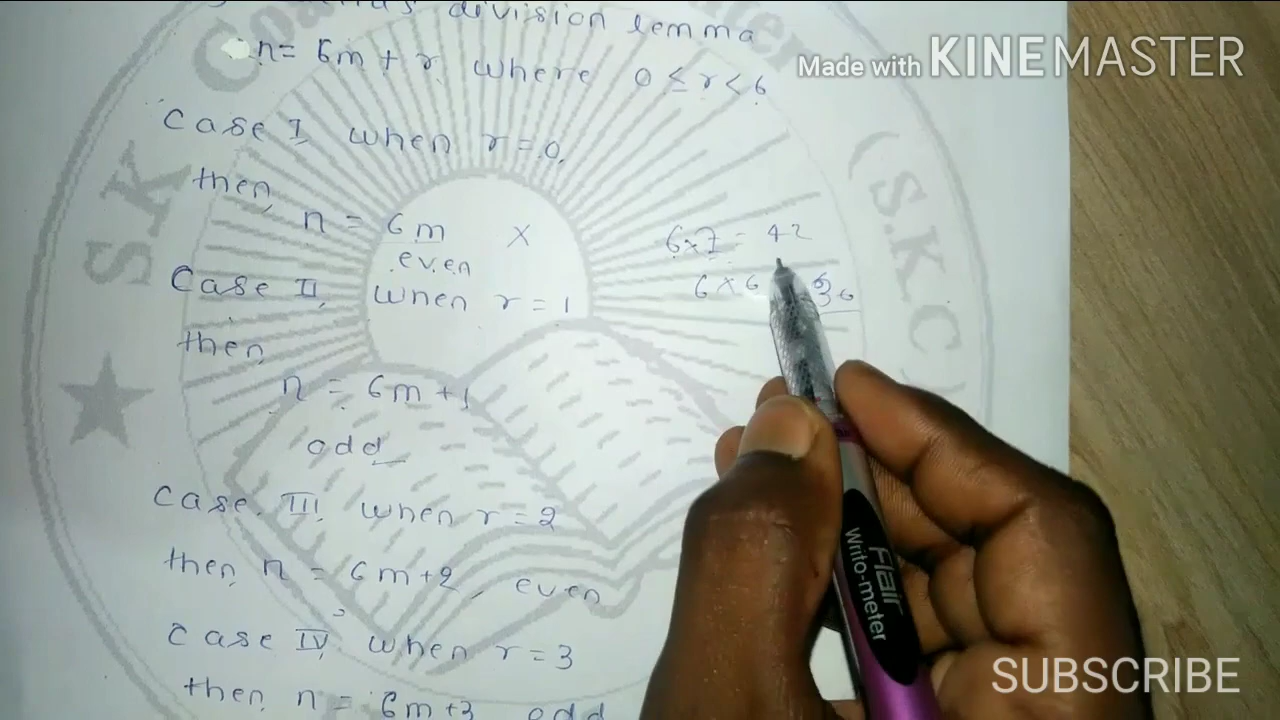 division lemma
n = 6m + r where 0 ≤ r < 6
Case I, when r = 0,
then,
n = 6m ×
even
Case II, when r = 1
then,
n = 6m + 1
odd
Case III, when r = 2
then, n = 6m+2, even
Case IV, when r = 3
then, n = 6m+3 odd
6×7 = 42
6×6 36
Made with KINEMASTER
SK
(S.K.C)
Flair
Writo-meter
SUBSCRIBE